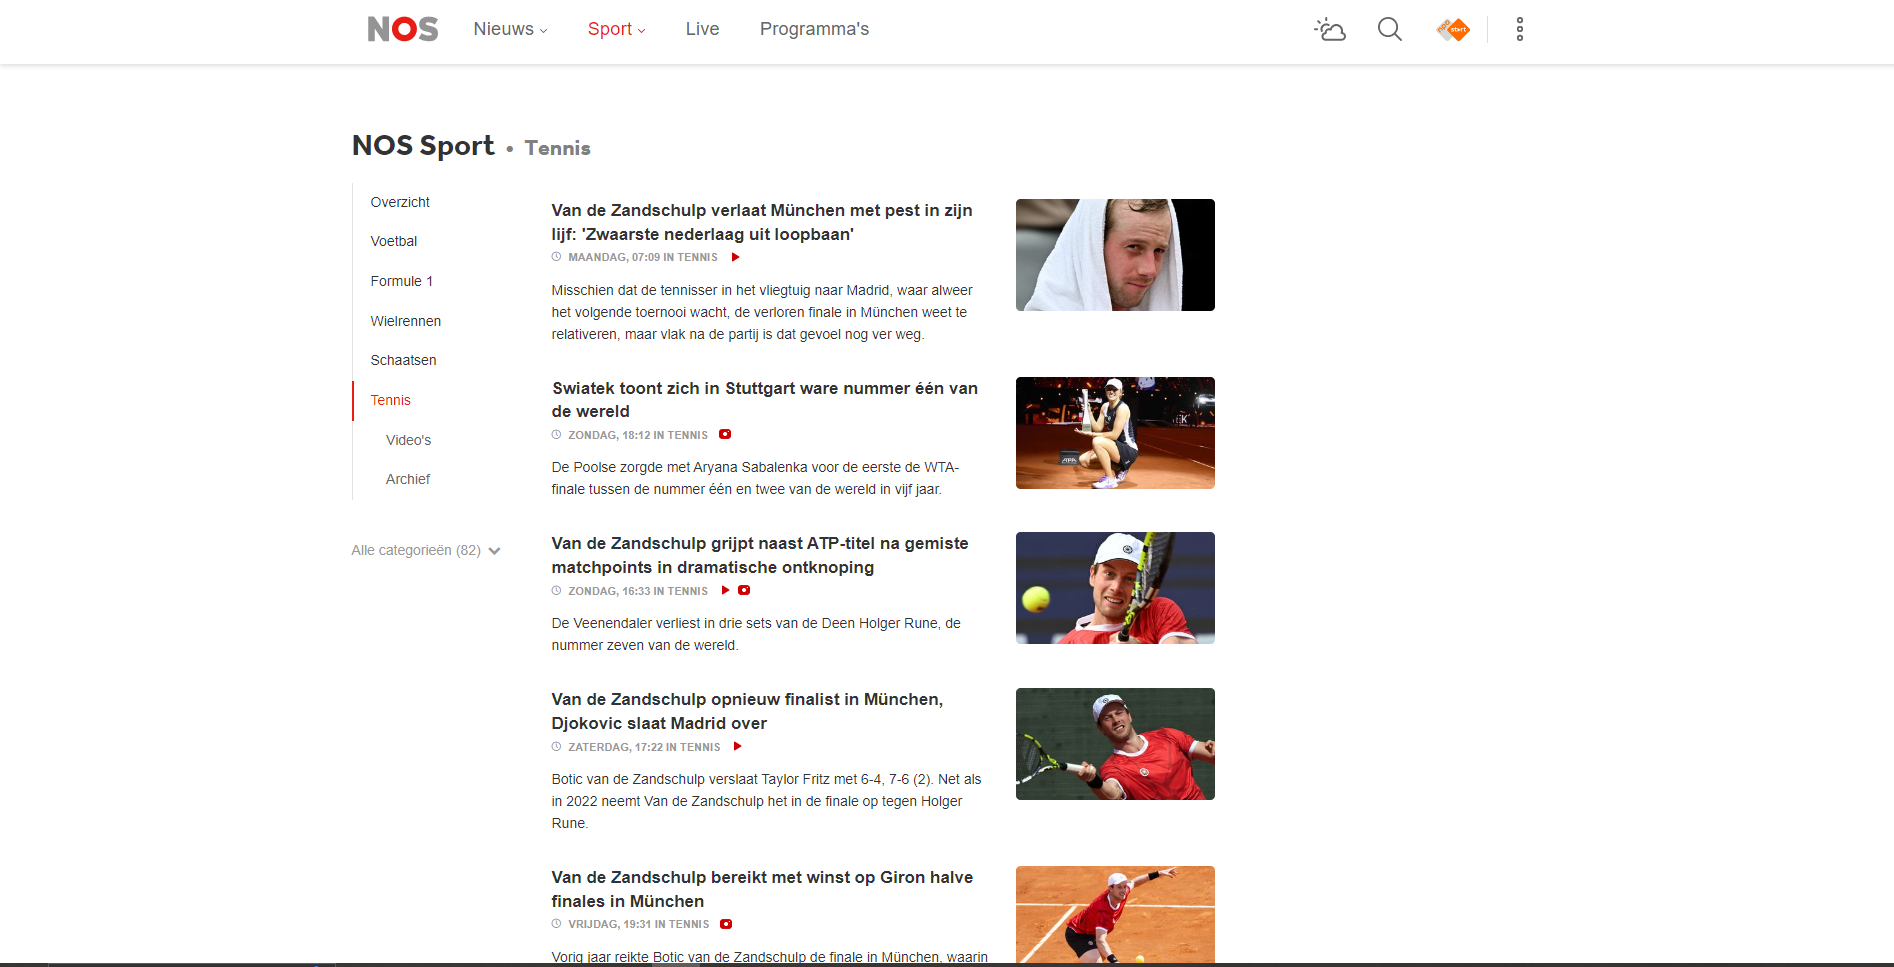 NOS Nieuws Sport Live Programma's start
NOS Sport • Tennis
Overzicht
Voetbal
Formule 1
Wielrennen
Schaatsen
Tennis
Video's
Archief
Alle categorieën (82)
Van de Zandschulp verlaat München met pest in zijn
lijf: 'Zwaarste nederlaag uit loopbaan'
MAANDAG, 07:09 IN TENNIS
Misschien dat de tennisser in het vliegtuig naar Madrid, waar alweer
het volgende toernooi wacht, de verloren finale in München weet te
relativeren, maar vlak na de partij is dat gevoel nog ver weg.
Swiatek toont zich in Stuttgart ware nummer één van
de wereld
ZONDAG, 18:12 IN TENNIS
De Poolse zorgde met Aryana Sabalenka voor de eerste de WTA-
finale tussen de nummer één en twee van de wereld in vijf jaar.
Van de Zandschulp grijpt naast ATP-titel na gemiste
matchpoints in dramatische ontknoping
ZONDAG, 16:33 IN TENNIS
De Veenendaler verliest in drie sets van de Deen Holger Rune, de
nummer zeven van de wereld.
Van de Zandschulp opnieuw finalist in München,
Djokovic slaat Madrid over
ZATERDAG, 17:22 IN TENNIS
Botic van de Zandschulp verslaat Taylor Fritz met 6-4, 7-6 (2). Net als
in 2022 neemt Van de Zandschulp het in de finale op tegen Holger
Rune.
Van de Zandschulp bereikt met winst op Giron halve
finales in München
VRIJDAG, 19:31 IN TENNIS
Vorig jaar reikte Botic van de Zandschulp de finale in München, waarin